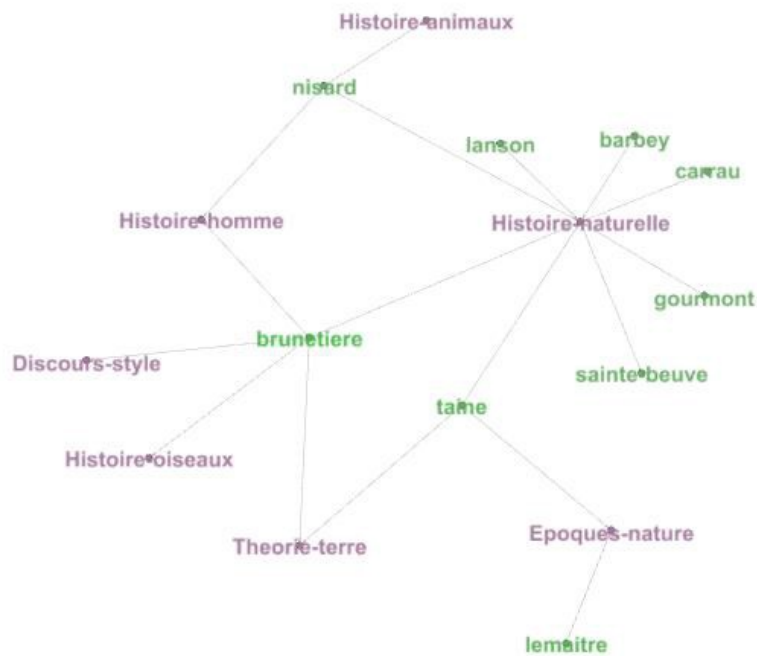 Histoire-animaux
nisard
lanson
barbey
carrau
Histoire-homme
Histoire-naturelle
gourmont
brunetiere
Discours-style
sainte-beuve
taine
Histoire-oiseaux
Theorie-terre
Epoques-nature
lemaitre